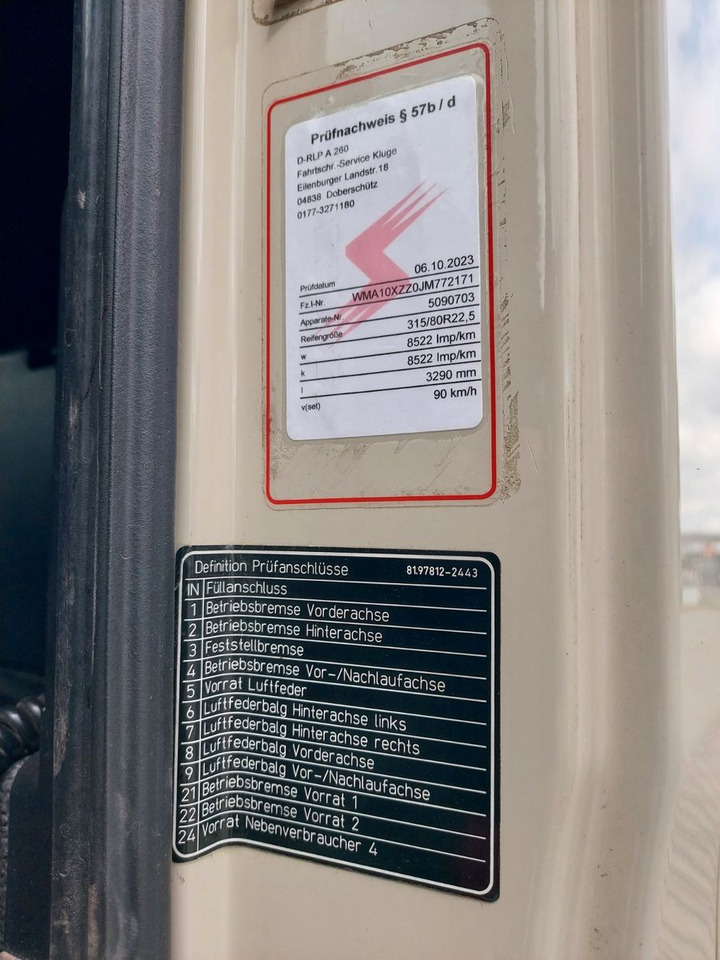 Prüfnachweis § 57b / d
D-RLP A 260
Fahrtschr.-Service Kluge
Eilenburger Landstr. 18
04838 Doberschütz
0177-3271180
Prüfdatum 06.10.2023
Fz.I-Nr. WMA10XZZ0JM772171
Apparate-Nr. 5090703
Reifengröße 315/80R22,5
w 8522 Imp/km
k 8522 Imp/km
l 3290 mm
v(set) 90 km/h
Definition Prüfanschlüsse 81.97812-2443
IN Füllanschluss
1 Betriebsbremse Vorderachse
2 Betriebsbremse Hinterachse
3 Feststellbremse
4 Betriebsbremse Vor-/Nachlaufachse
5 Vorrat Luftfeder
6 Luftfederbalg Hinterachse links
7 Luftfederbalg Hinterachse rechts
8 Luftfederbalg Vorderachse
9 Luftfederbalg Vor-/Nachlaufachse
21 Betriebsbremse Vorrat 1
22 Betriebsbremse Vorrat 2
24 Vorrat Nebenverbraucher 4